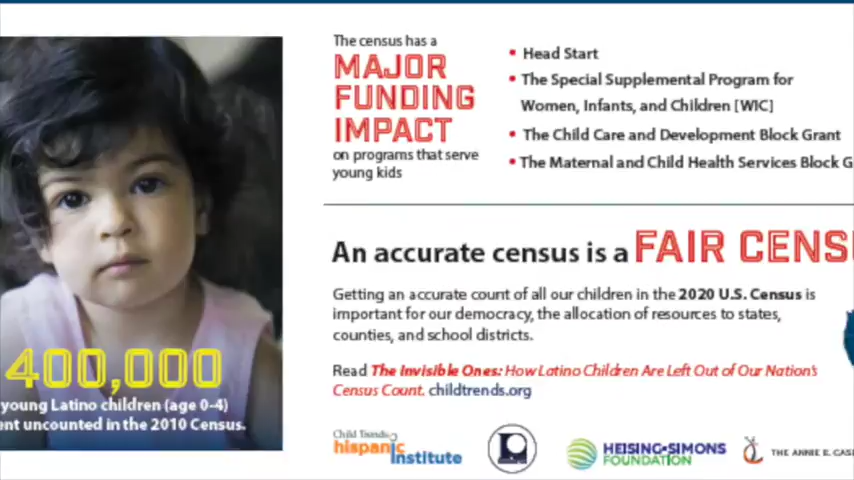 The census has a
MAJOR
FUNDING
IMPACT
on programs that serve
young kids
• Head Start
• The Special Supplemental Program for
Women, Infants, and Children [WIC]
• The Child Care and Development Block Grant
• The Maternal and Child Health Services Block
400,000
young Latino children (age 0-4)
uncounted in the 2010 Census.
An accurate census is a FAIR
Getting an accurate count of all our children in the 2020 U.S. Census is
important for our democracy, the allocation of resources to states,
counties, and school districts.
Read The Invisible Ones: How Latino Children Are Left Out of Our Nation's
Census Count. childtrends.org
Child Trends
hispanic
Institute
HEISING-SIMONS
FOUNDATION
THE ANNIE E.